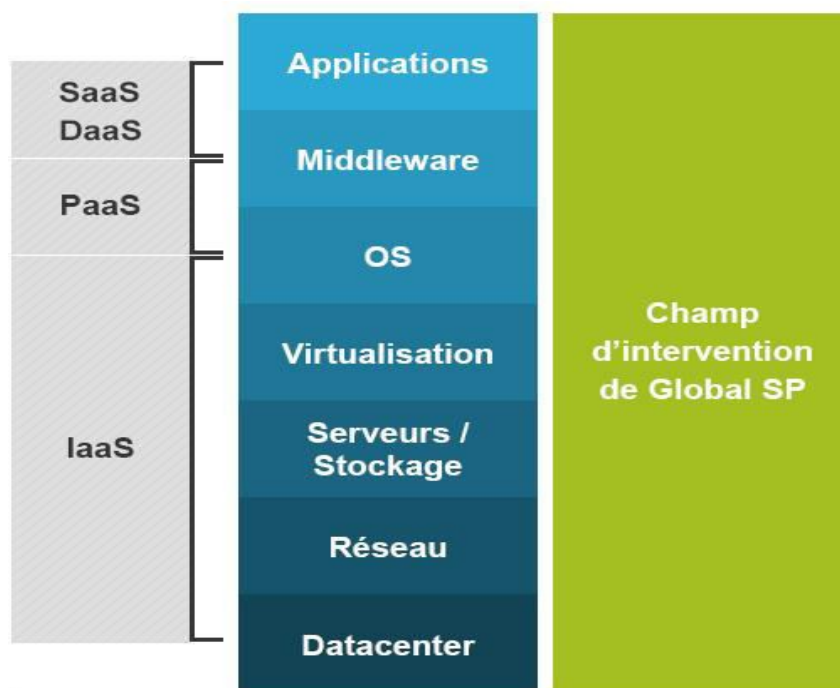 SaaS
DaaS
PaaS
IaaS
Applications
Middleware
OS
Virtualisation
Serveurs /
Stockage
Réseau
Datacenter
Champ
d’intervention
de Global SP